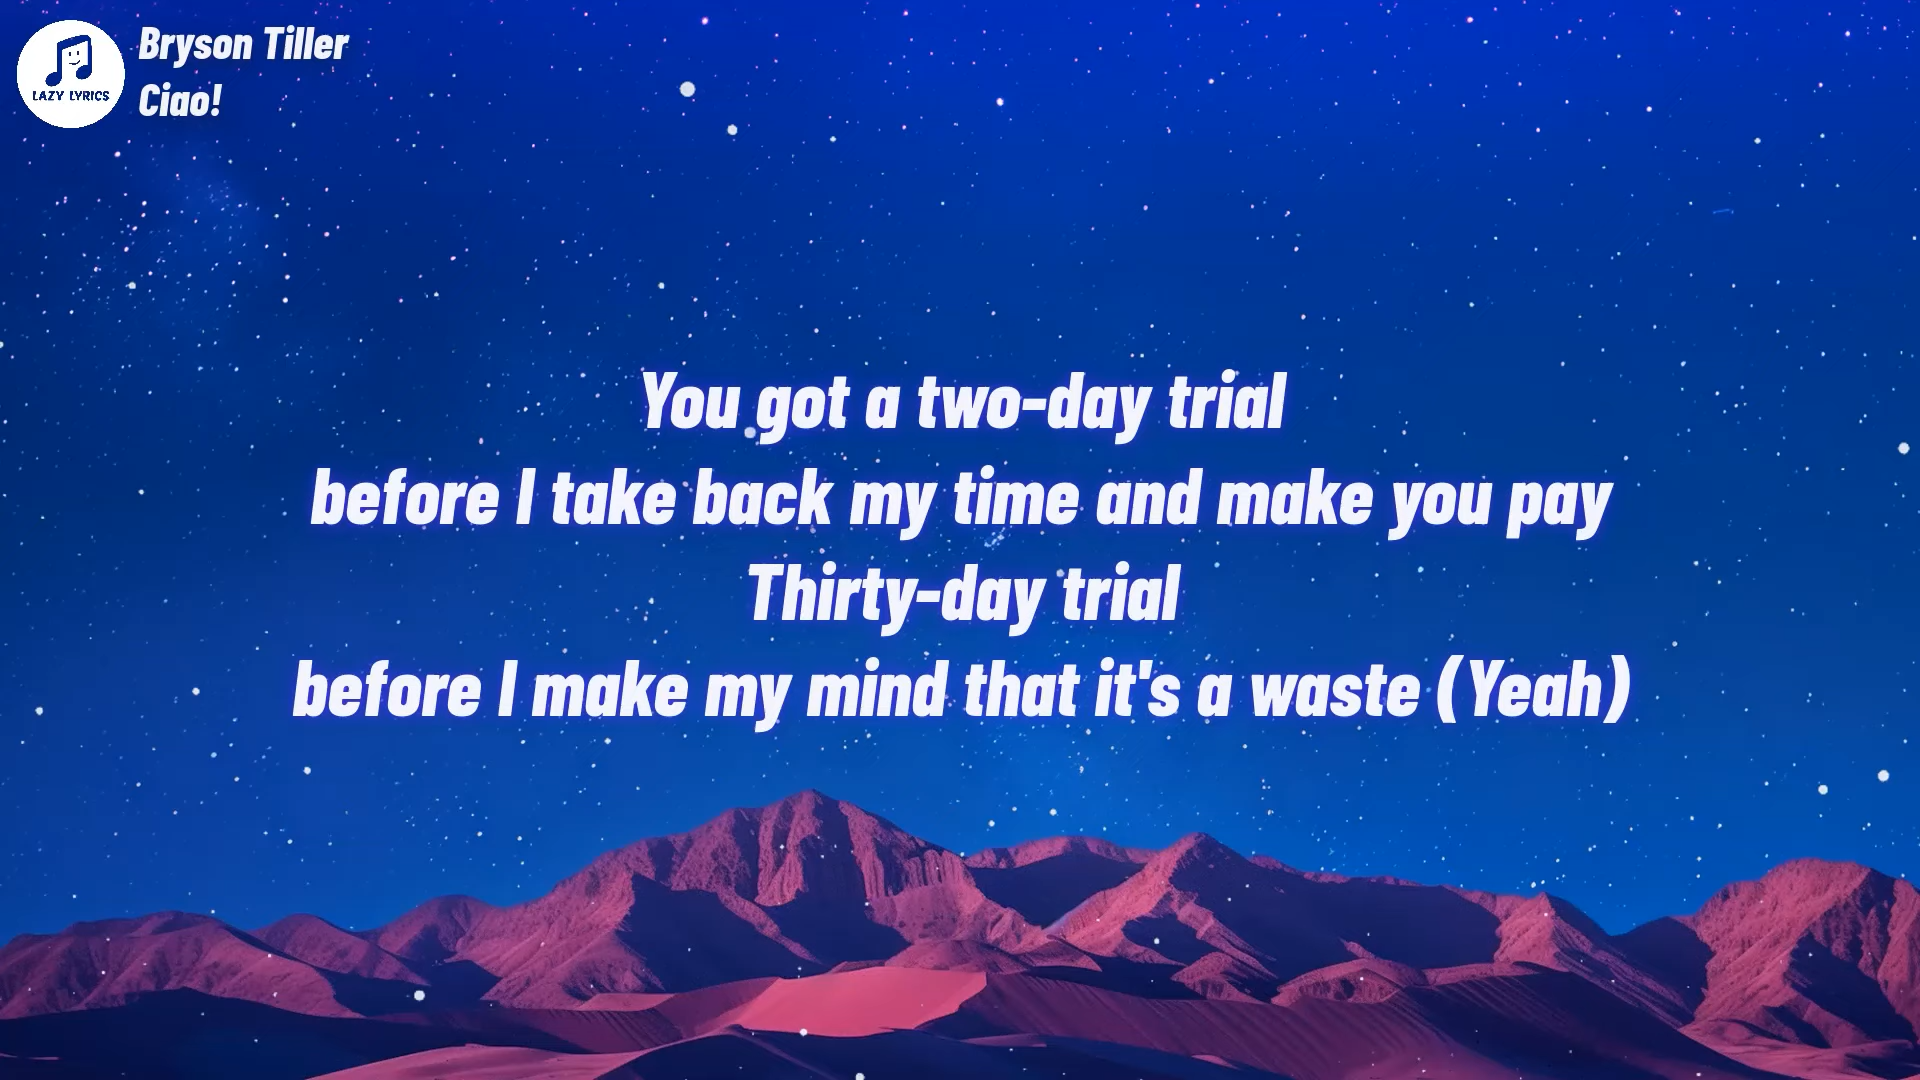 Bryson Tiller
Ciao!
LAZY LYRICS
You got a two-day trial
before I take back my time and make you pay
Thirty-day trial
before I make my mind that it's a waste (Yeah)